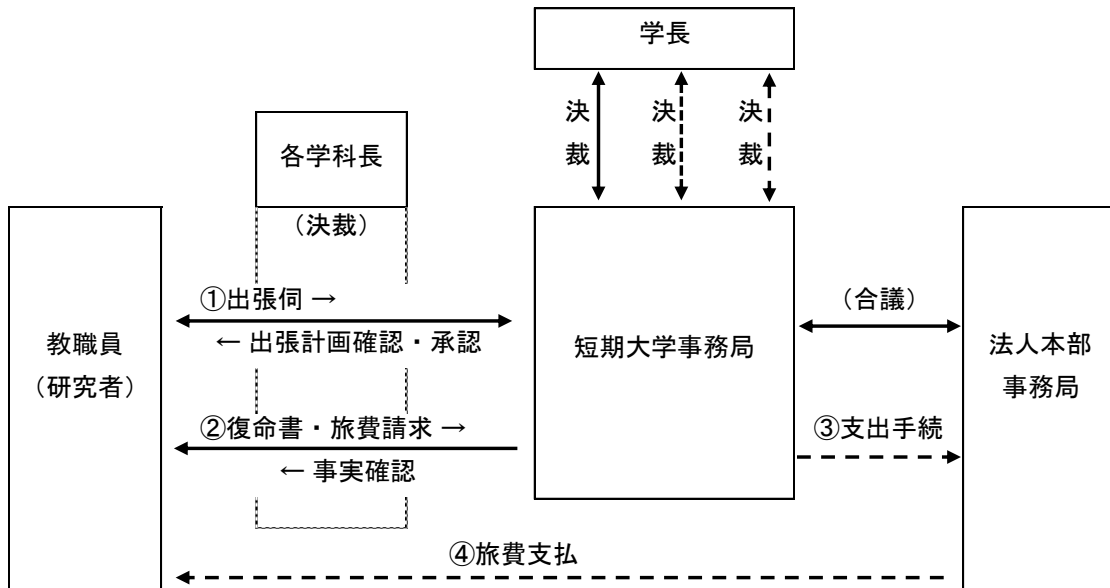 学長
決裁
決裁
決裁
各学科長
（決裁）
①出張伺 →
← 出張計画確認・承認
②復命書・旅費請求 →
← 事実確認
教職員
（研究者）
短期大学事務局
（合議）
③支出手続
法人本部
事務局
④旅費支払